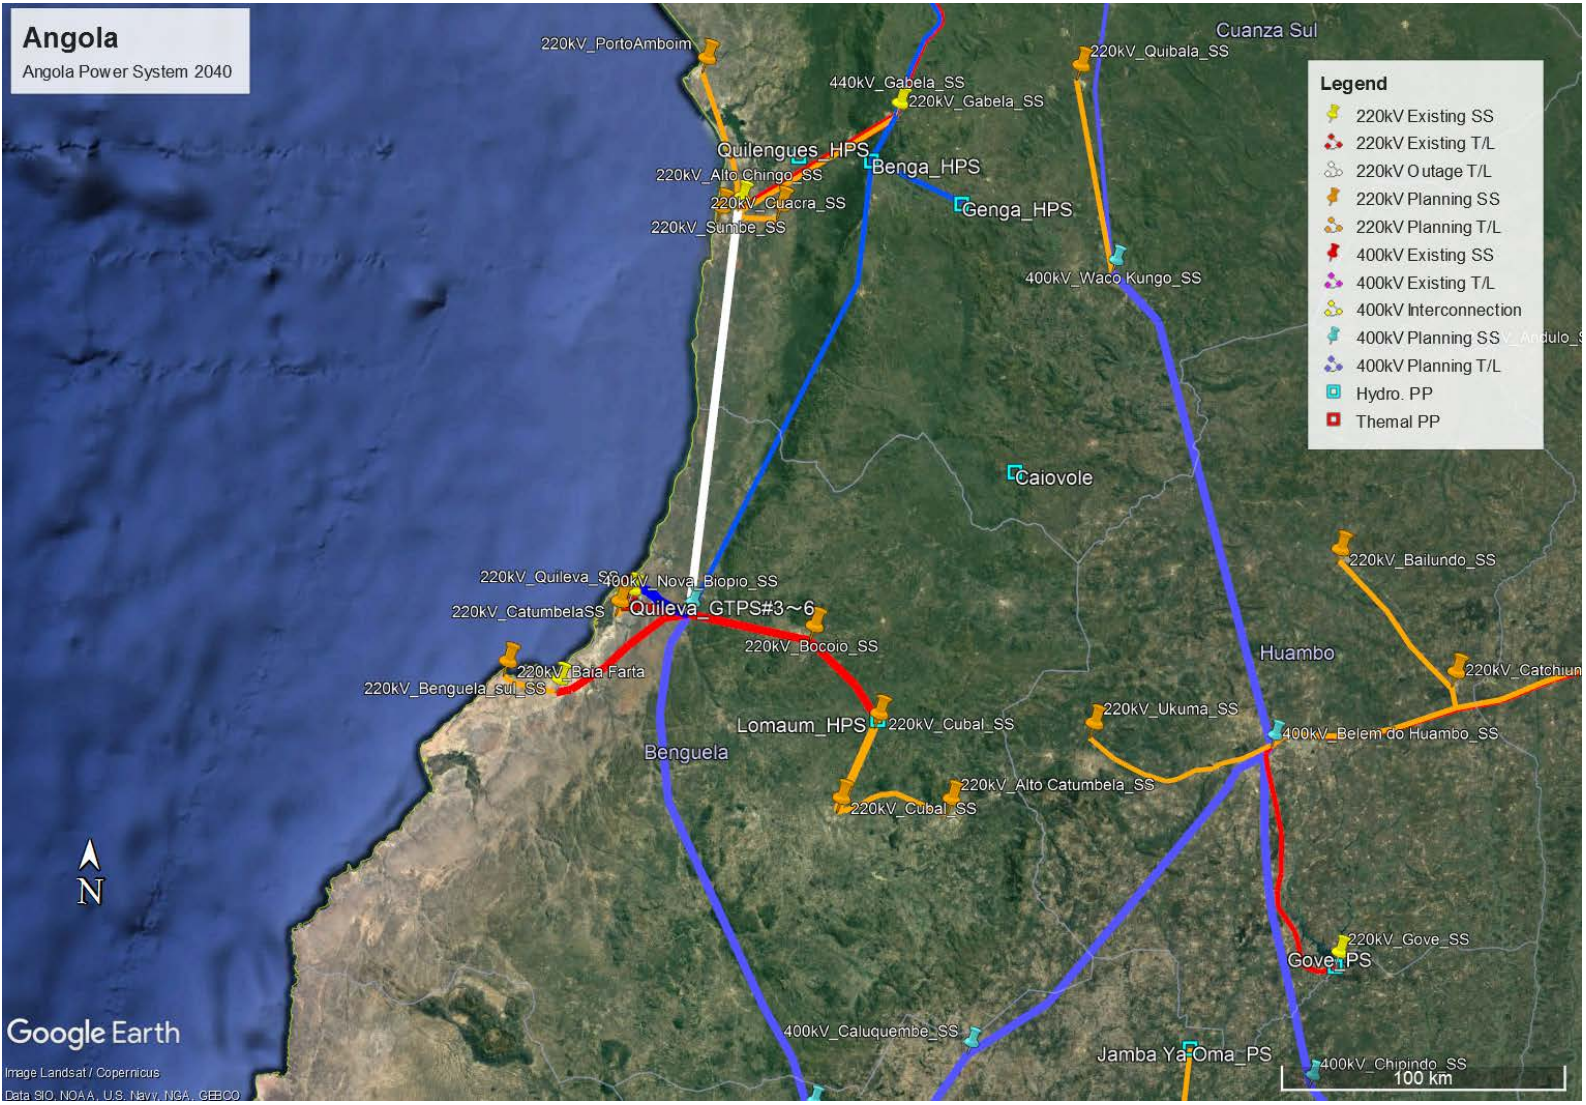 Angola
Angola Power System 2040
220kV_PortoAmboim
Cuanza Sul
220kV_Quibala_SS
440kV_Gabela_SS
220kV_Gabela_SS
Legend
220kV Existing SS
220kV Existing T/L
220kV Outage T/L
220kV Planning SS
220kV Planning T/L
400kV Existing SS
400kV Existing T/L
400kV Interconnection
400kV Planning SS
400kV Planning T/L
Hydro. PP
Themal PP
V_Andulo_S
Quilengues_HPS
Benga_HPS
220kV_Alto Chingo_SS
220kV_Cuacra_SS
Genga_HPS
220kV_Sumbe_SS
400kV_Waco Kungo_SS
Caiovole
220kV_Bailundo_SS
220kV_Quileva_SS
400kV_Nova_Biopio_SS
220kV_CatumbelaSS
Quileva_GTPS#3~6
220kV_Bocoio_SS
Huambo
220kV_Baia Farta
220kV_Catchiun
220kV_Benguela_sul_SS
220kV_Ukuma_SS
Lomaum_HPS
220kV_Cubal_SS
400kV_Belem do Huambo_SS
Benguela
220kV_Alto Catumbela_SS
220kV_Cubal_SS
N
220kV_Gove_SS
Gove_PS
400kV_Caluquembe_SS
Jamba Ya Oma_PS
400kV_Chipindo_SS
100 km
Google Earth
Image Landsat / Copernicus
Data SIO, NOAA, U.S. Navy, NGA, GEBCO